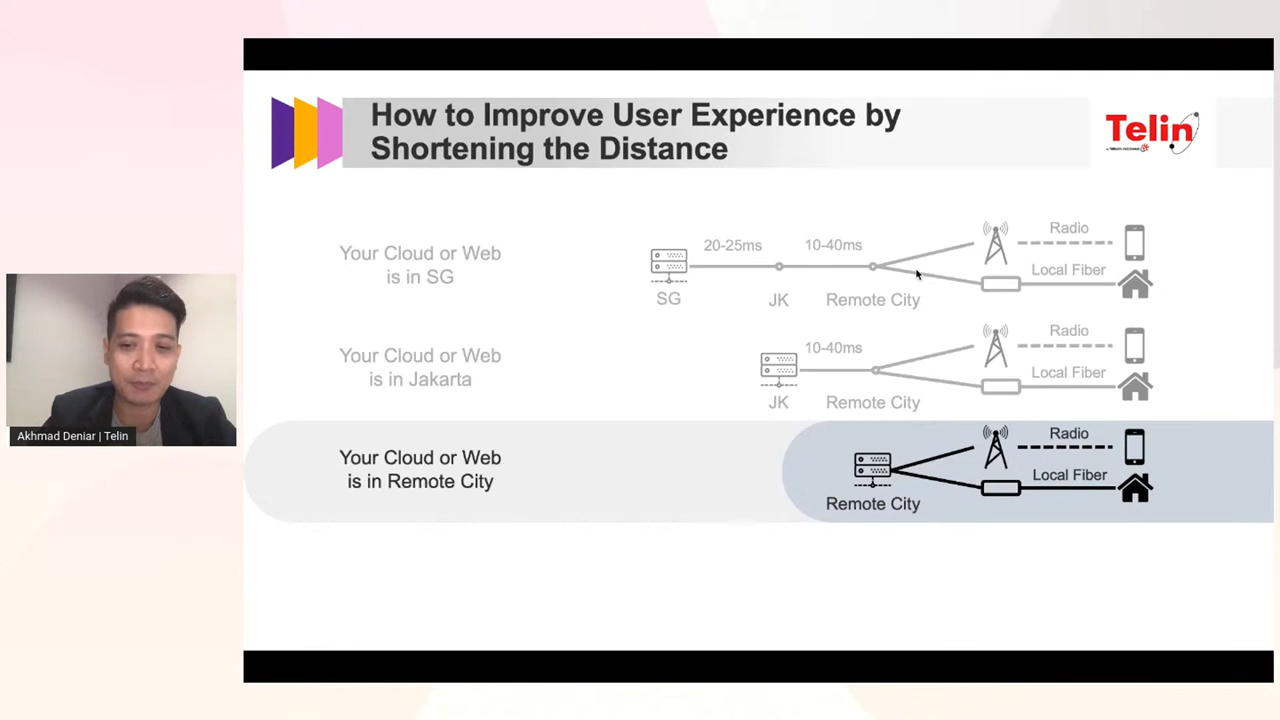 How to Improve User Experience by
Shortening the Distance
Telin
Your Cloud or Web
is in SG
20-25ms
10-40ms
Radio
Local Fiber
SG
JK
Remote City
Your Cloud or Web
is in Jakarta
10-40ms
Radio
Local Fiber
JK
Remote City
Akhmad Deniar | Telin
Your Cloud or Web
is in Remote City
Radio
Local Fiber
Remote City